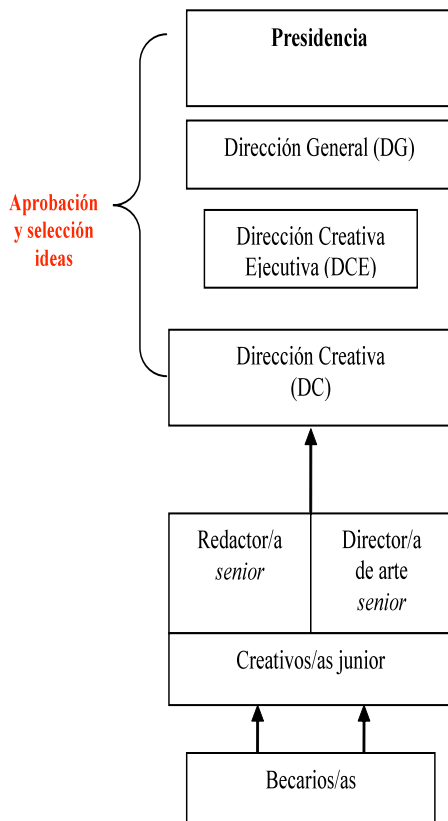 Presidencia
Dirección General (DG)
Aprobación
y selección
ideas
Dirección Creativa
Ejecutiva (DCE)
Dirección Creativa
(DC)
Redactor/a
senior
Director/a
de arte
senior
Creativos/as junior
Becarios/as